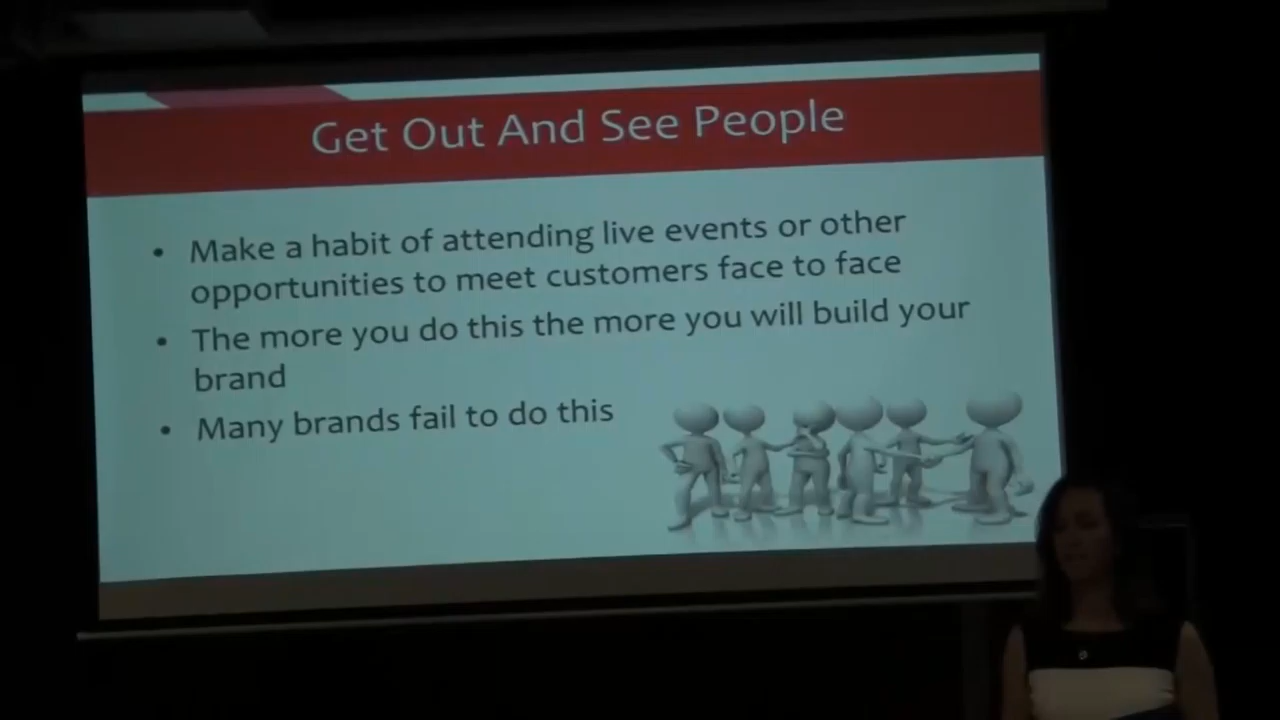 Get Out And See People
• Make a habit of attending live events or other
opportunities to meet customers face to face
• The more you do this the more you will build your
brand
• Many brands fail to do this